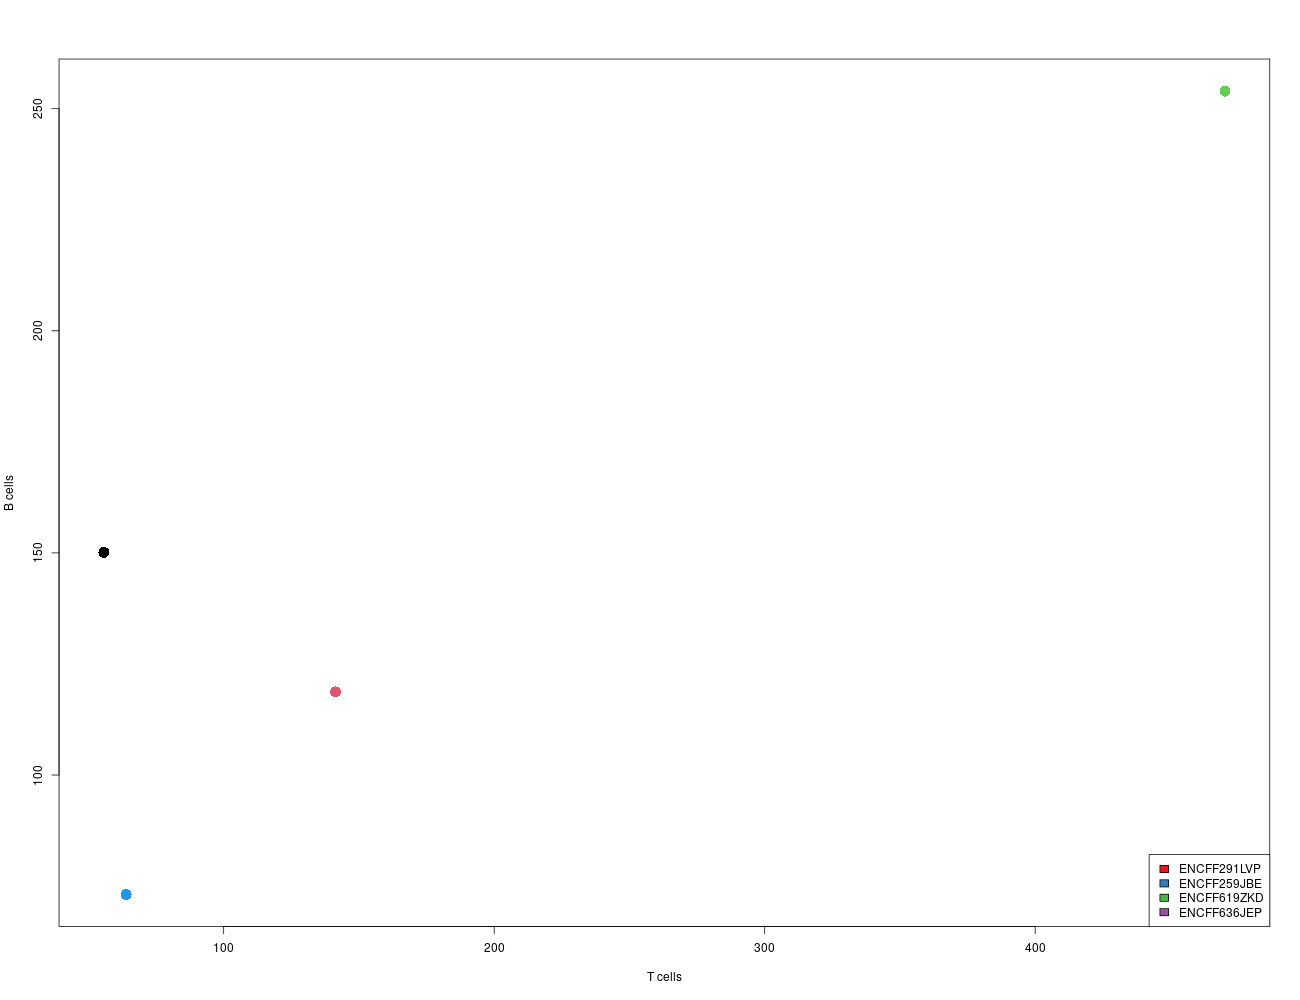 250
200
150
100
B cells
100
200
300
400
T cells
ENCFF291LVP
ENCFF259JBE
ENCFF619ZKD
ENCFF636JEP